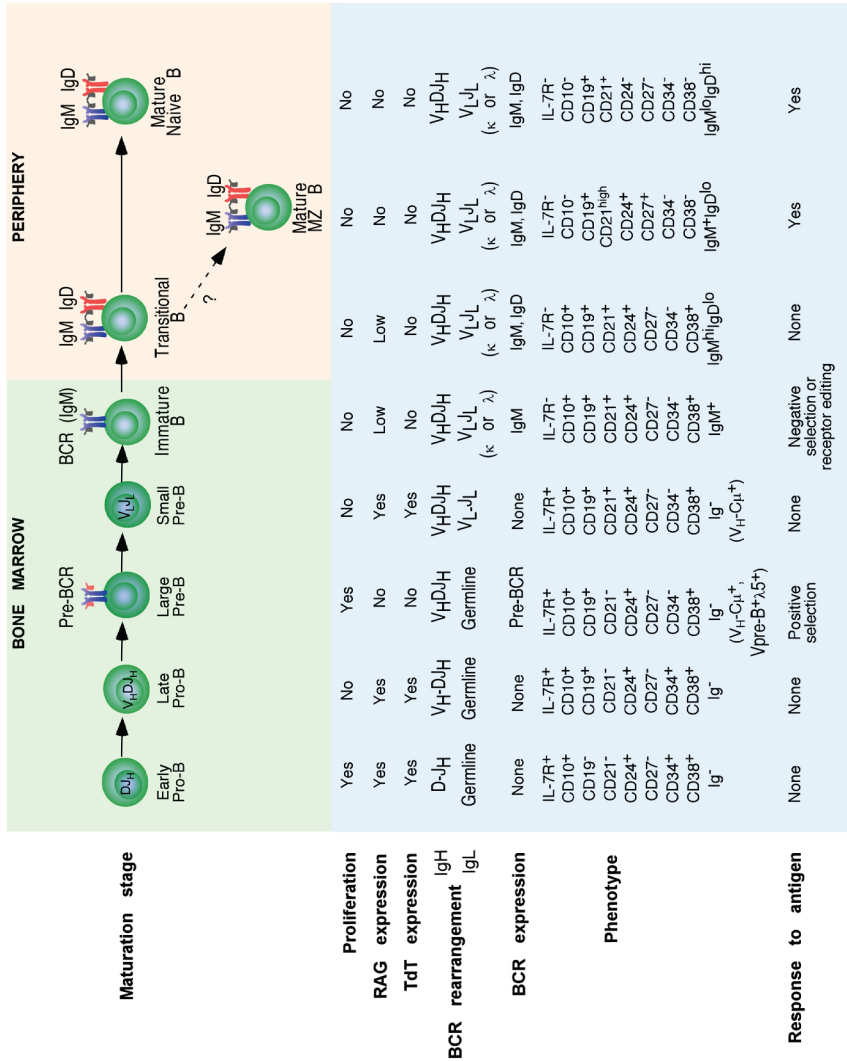 BONE MARROW PERIPHERY
Pre-BCR BCR (IgM) IgM IgD IgM IgD
DJH VHDJH VLJL
Maturation stage
Early Pro-B
Late Pro-B
Large Pre-B
Small Pre-B
Immature B
Transitional B
?
IgM IgD
Mature MZ B
Mature Naive B
Proliferation Yes No Yes No No No No No
RAG expression Yes Yes No Yes Low Low No No
TdT expression Yes Yes No Yes No No No No
BCR rearrangement
IgH D-JH VH-DJH VHDJH VHDJH VHDJH VHDJH VHDJH VHDJH
IgL Germline Germline Germline VL-JL VLJL VLJL VLJL VLJL
(κ or λ) (κ or λ) (κ or λ) (κ or λ)
BCR expression None None Pre-BCR None IgM IgM, IgD IgM, IgD IgM, IgD
Phenotype
IL-7R+ IL-7R+ IL-7R+ IL-7R+ IL-7R- IL-7R- IL-7R- IL-7R-
CD10+ CD10+ CD10+ CD10+ CD10+ CD10+ CD10- CD10-
CD19- CD19+ CD19+ CD19+ CD19+ CD19+ CD19+ CD19+
CD21- CD21- CD21- CD21+ CD21+ CD21+ CD21high CD21+
CD24+ CD24+ CD24+ CD24+ CD24+ CD24+ CD24+ CD24-
CD27- CD27- CD27- CD27- CD27- CD27- CD27+ CD27-
CD34+ CD34+ CD34- CD34- CD34- CD34- CD34- CD34-
CD38+ CD38+ CD38+ CD38+ CD38+ CD38+ CD38- CD38-
Ig- Ig- Ig- Ig- IgM+ IgMhiIgDlo IgM+IgDlo IgMloIgDhi
(VH-Cμ+, (VH-Cμ+)
Vpre-B+λ5+)
Response to antigen None None Positive selection None Negative selection or receptor editing None Yes Yes